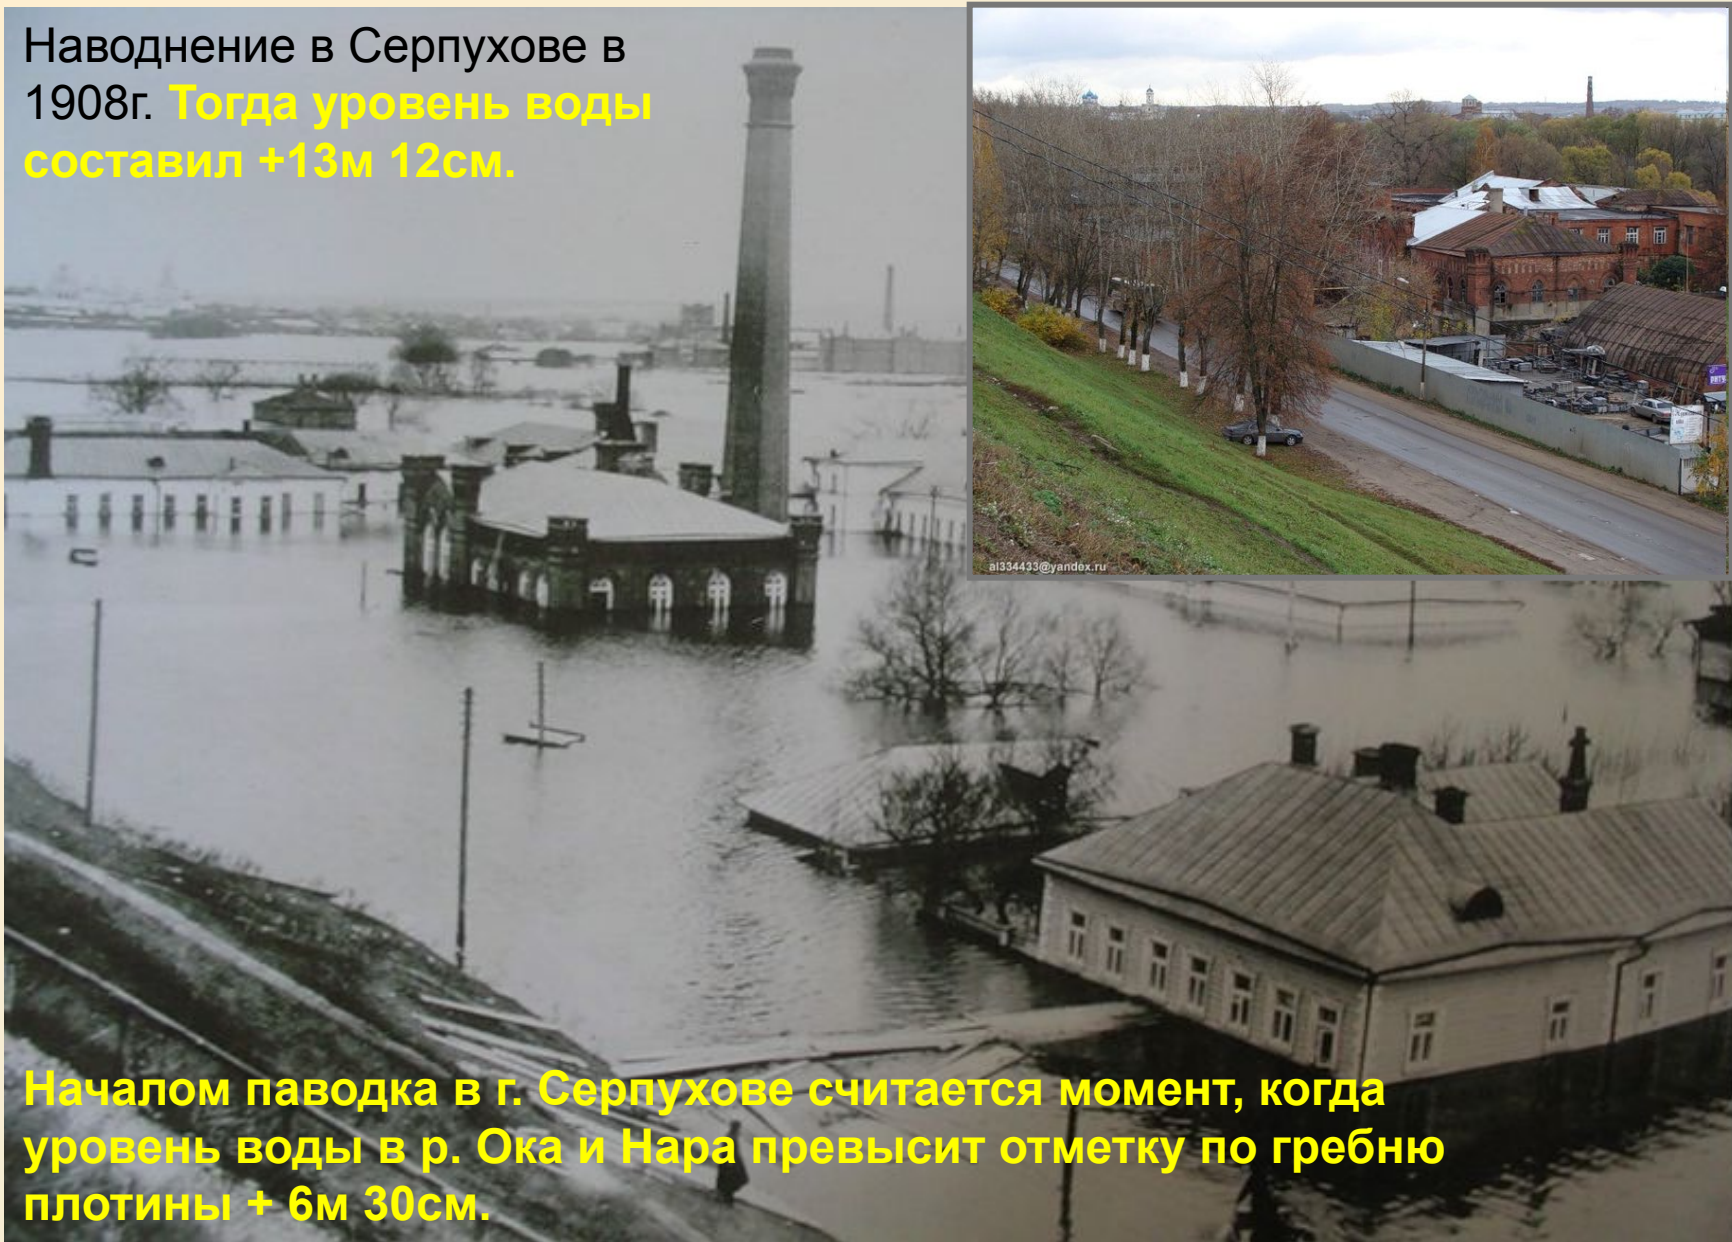 Наводнение в Серпухове в
1908г. Тогда уровень воды
составил +13м 12см.
al334433@yandex.ru
Началом паводка в г. Серпухове считается момент, когда
уровень воды в р. Ока и Нара превысит отметку по гребню
плотины + 6м 30см.